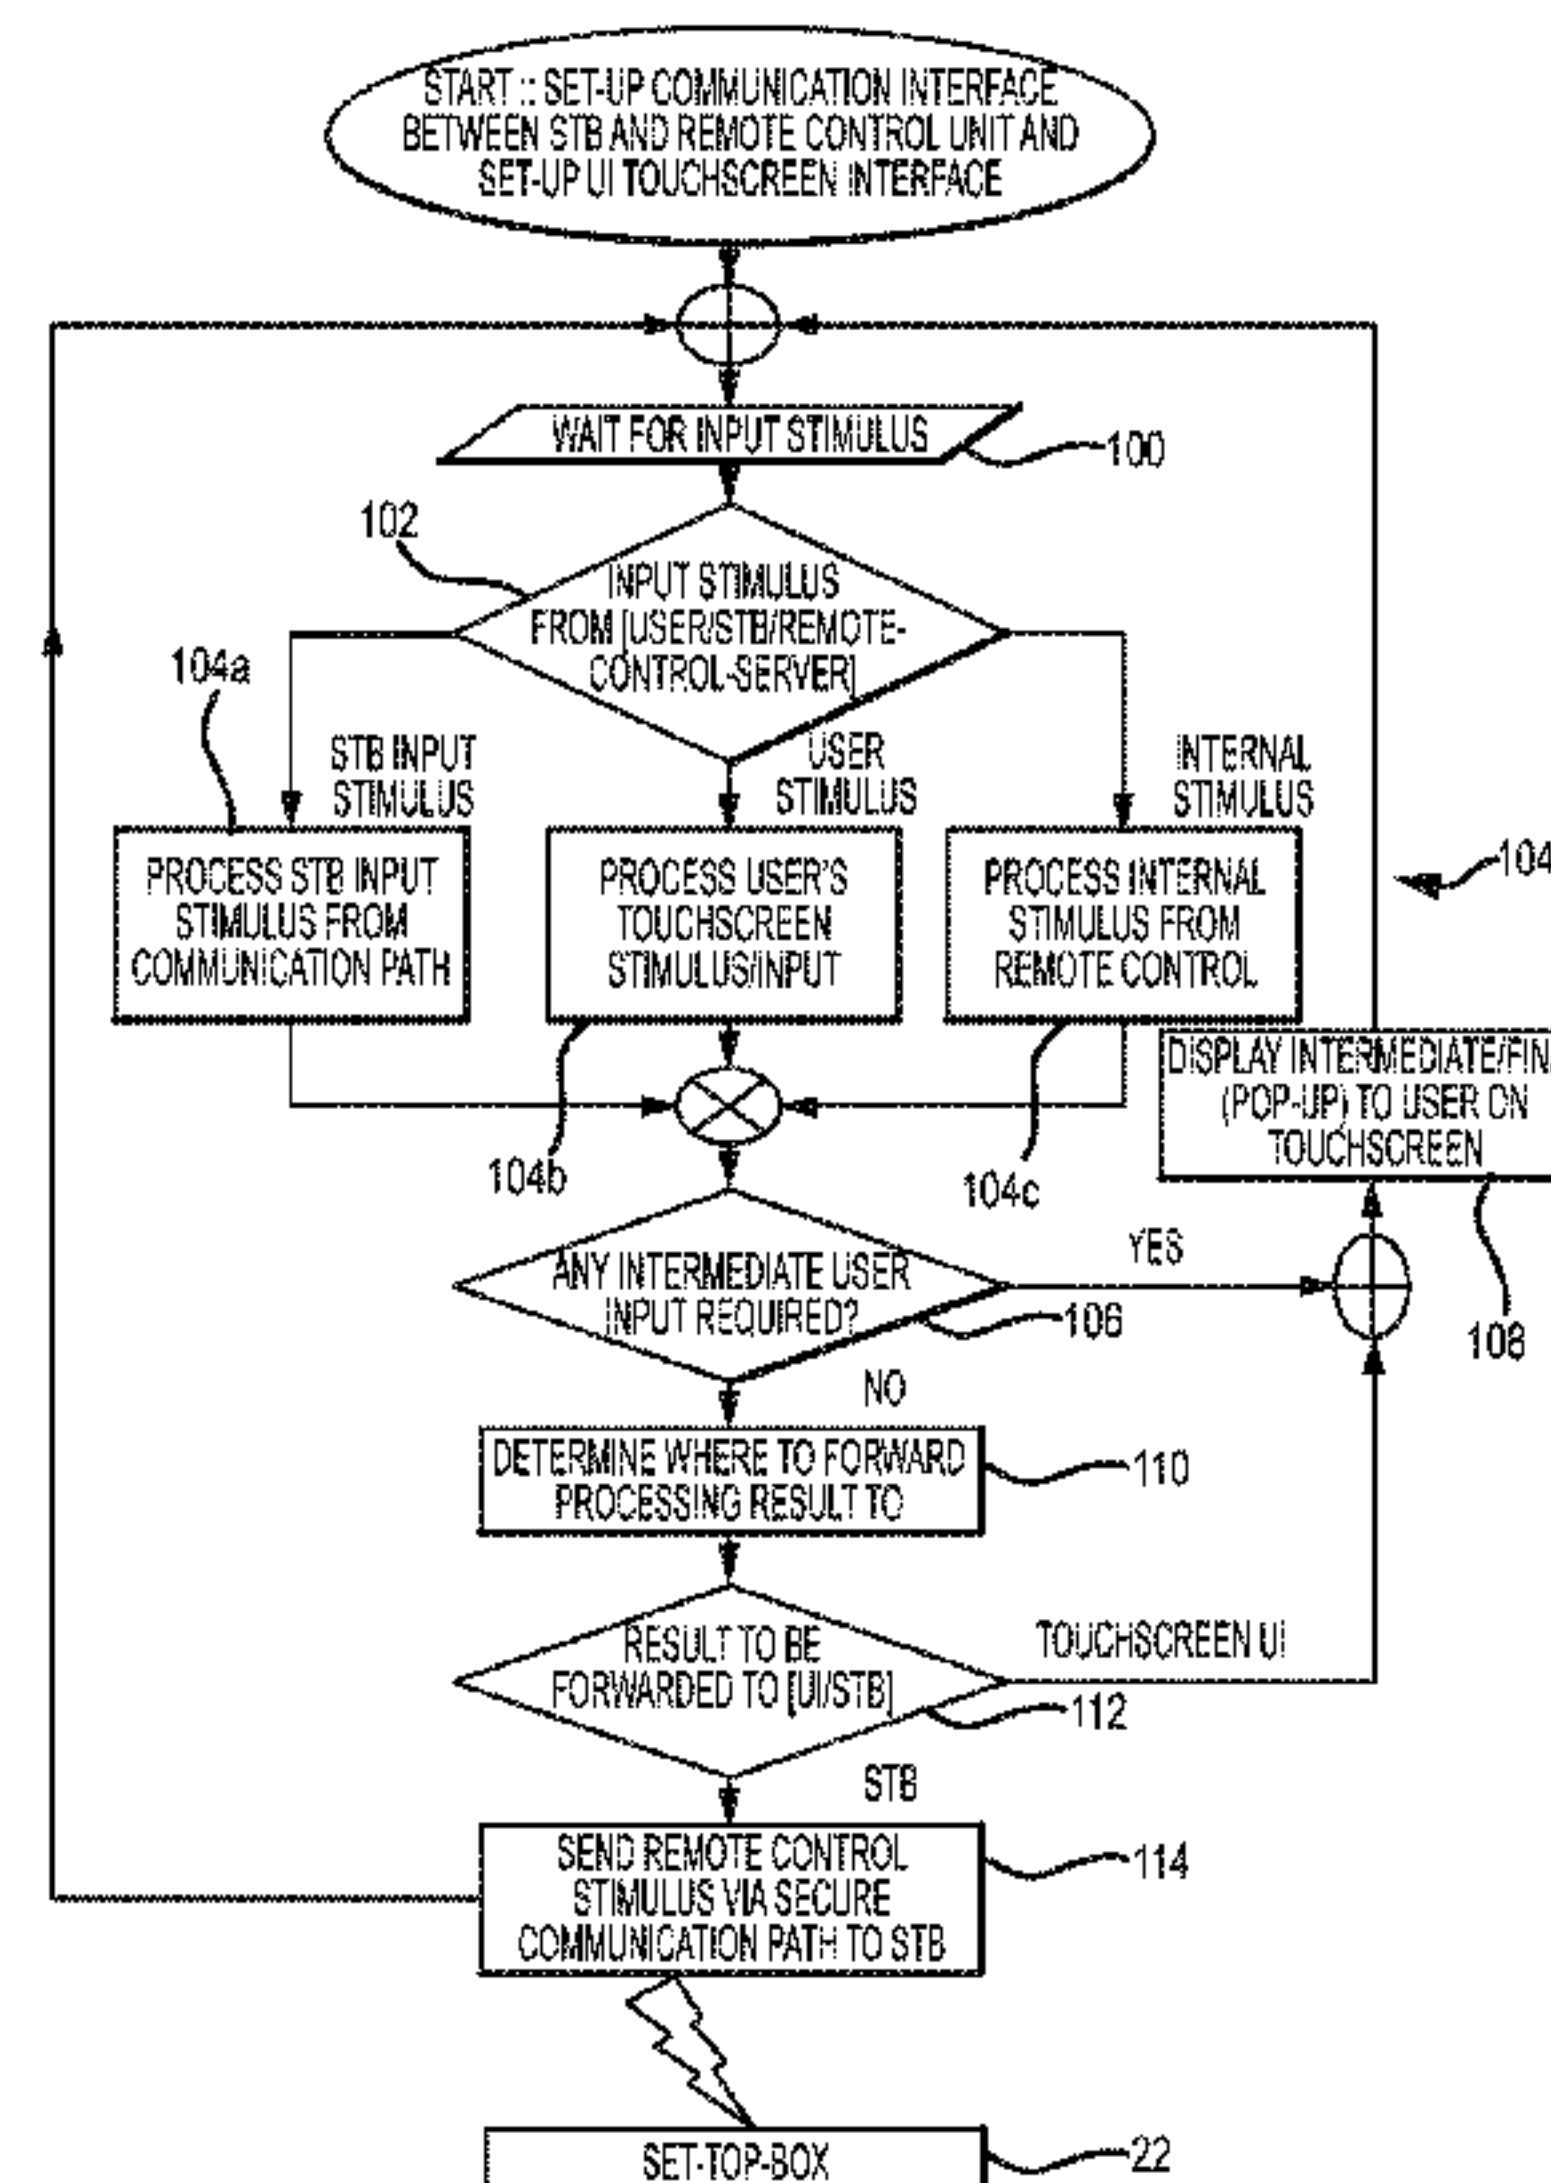 START :: SET-UP COMMUNICATION INTERFACE
BETWEEN STB AND REMOTE CONTROL UNIT AND
SET-UP UI TOUCHSCREEN INTERFACE
WAIT FOR INPUT STIMULUS
100
102
INPUT STIMULUS
FROM [USER/STB/REMOTE-
CONTROL-SERVER]
104a
STB INPUT
STIMULUS
USER
STIMULUS
INTERNAL
STIMULUS
PROCESS STB INPUT
STIMULUS FROM
COMMUNICATION PATH
PROCESS USER'S
TOUCHSCREEN
STIMULUS/INPUT
PROCESS INTERNAL
STIMULUS FROM
REMOTE CONTROL
104
104b
104c
DISPLAY INTERMEDIATE/FIN
(POP-UP) TO USER ON
TOUCHSCREEN
108
ANY INTERMEDIATE USER
INPUT REQUIRED?
YES
106
NO
DETERMINE WHERE TO FORWARD
PROCESSING RESULT TO
110
RESULT TO BE
FORWARDED TO [UI/STB]
TOUCHSCREEN UI
112
STB
SEND REMOTE CONTROL
STIMULUS VIA SECURE
COMMUNICATION PATH TO STB
114
SET-TOP-BOX
22